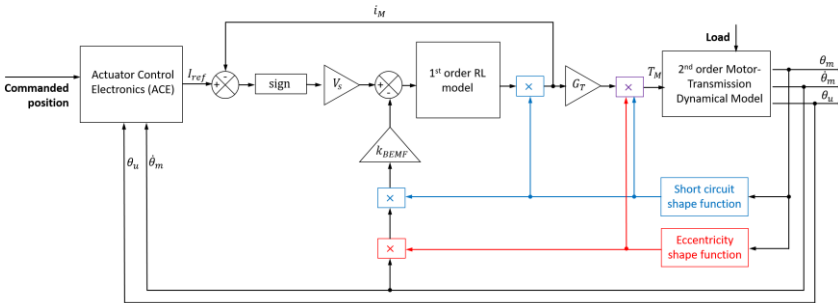 i_M
Load
Actuator Control
Electronics (ACE)
I_ref
+
-
sign
V_s
+
-
1st order RL
model
×
G_T
×
T_M
2nd order Motor-
Transmission
Dynamical Model
θ_m
θ̇_m
θ_u
Commanded
position
k_BEMF
θ_u
θ̇_m
×
Short circuit
shape function
×
Eccentricity
shape function